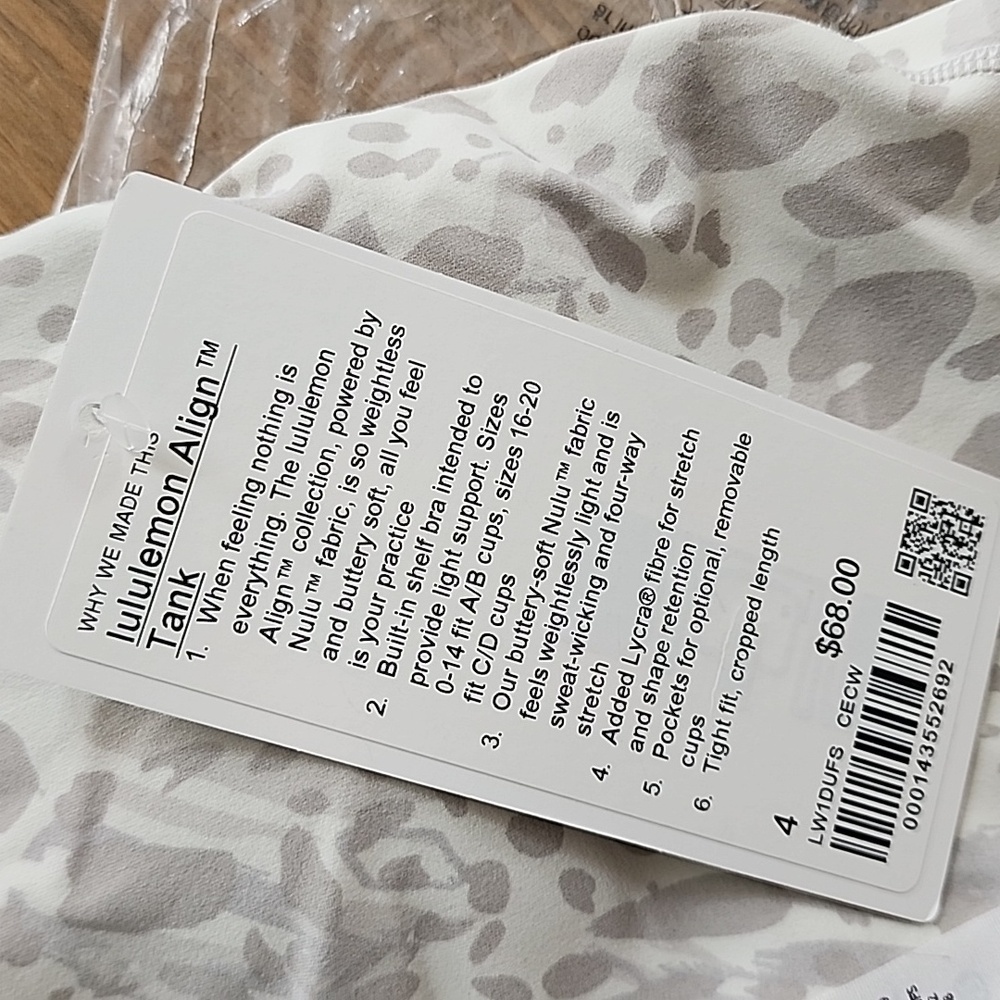 WHY WE MADE THIS
lululemon Align™
Tank
1. When feeling nothing is
everything. The lululemon
Align™ collection, powered by
Nulu™ fabric, is so weightless
and buttery soft, all you feel
is your practice
2. Built-in shelf bra intended to
provide light support. Sizes
0-14 fit A/B cups, sizes 16-20
fit C/D cups
3. Our buttery-soft Nulu™ fabric
feels weightlessly light and is
sweat-wicking and four-way
stretch
4. Added Lycra® fibre for stretch
and shape retention
5. Pockets for optional, removable
cups
6. Tight fit, cropped length
4
$68.00
LW1DUFS CECW
000143552692